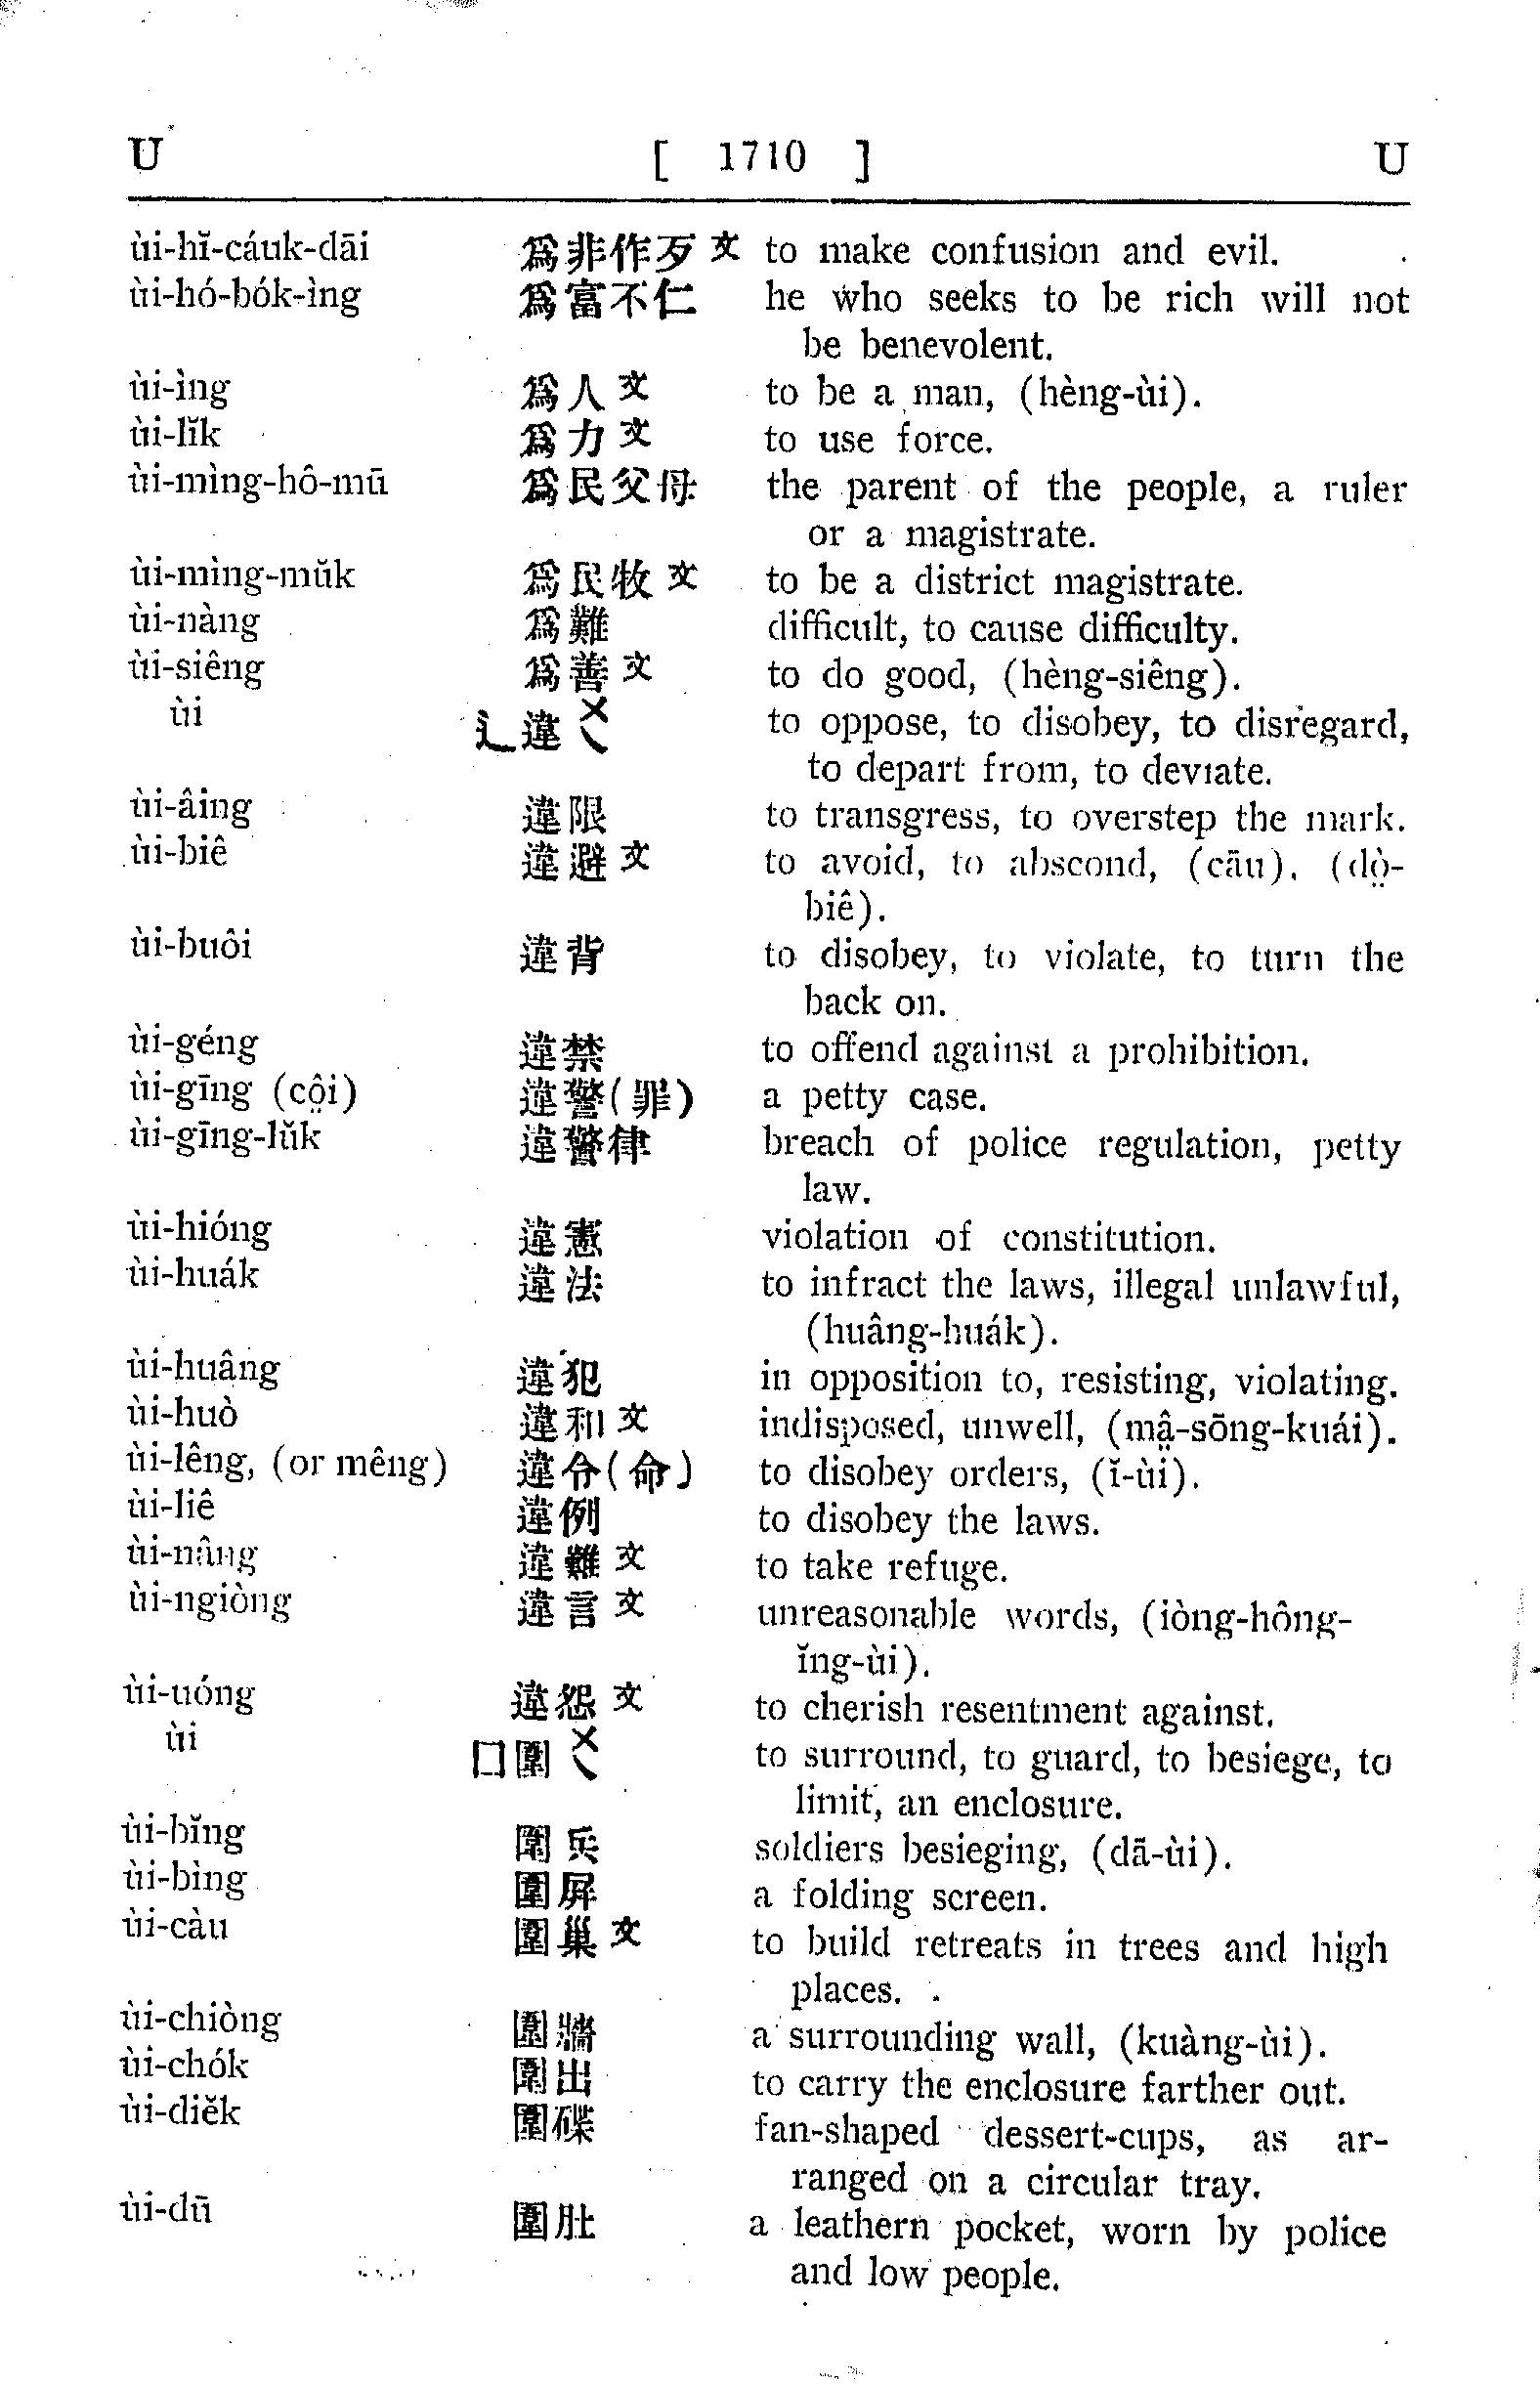 U [ 1710 ] U
ùi-hĭ-cáuk-dāi 爲非作歹文 to make confusion and evil.
ùi-hó-bók-ìng 爲富不仁 he who seeks to be rich will not
be benevolent.
ùi-ìng 爲人文 to be a man, (hèng-ùi).
ùi-lĭk 爲力文 to use force.
ùi-mìng-hô-mū 爲民父母 the parent of the people, a ruler
or a magistrate.
ùi-mìng-mŭk 爲民牧文 to be a district magistrate.
ùi-nàng 爲難 difficult, to cause difficulty.
ùi-siêng 爲善文 to do good, (hèng-siêng).
ùi 辶違ㄨㄟ to oppose, to disobey, to disregard,
to depart from, to deviate.
ùi-âing 違限 to transgress, to overstep the mark.
ùi-biê 違避文 to avoid, to abscond, (cāu). (dò̤-
biê).
ùi-buôi 違背 to disobey, to violate, to turn the
back on.
ùi-géng 違禁 to offend against a prohibition.
ùi-gīng (cô̤i) 違警(罪) a petty case.
ùi-gīng-lŭk 違警律 breach of police regulation, petty
law.
ùi-hióng 違憲 violation of constitution.
ùi-huák 違法 to infract the laws, illegal unlawful,
(huâng-huák).
ùi-huâng 違犯 in opposition to, resisting, violating.
ùi-huò 違和文 indisposed, unwell, (mâ̤-sōng-kuái).
ùi-lêng, (or mêng) 違令(命) to disobey orders, (ĭ-ùi).
ùi-liê 違例 to disobey the laws.
ùi-nâng 違難文 to take refuge.
ùi-ngiòng 違言文 unreasonable words, (iòng-hông-
ĭng-ùi).
ùi-uóng 違怨文 to cherish resentment against.
ùi 囗圍ㄨㄟ to surround, to guard, to besiege, to
limit, an enclosure.
ùi-bĭng 圍兵 soldiers besieging, (dā-ùi).
ùi-bìng 圍屏 a folding screen.
ùi-càu 圍巢文 to build retreats in trees and high
places.
ùi-chiòng 圍牆 a surrounding wall, (kuàng-ùi).
ùi-chók 圍出 to carry the enclosure farther out.
ùi-diĕk 圍碟 fan-shaped dessert-cups, as ar-
ranged on a circular tray.
ùi-dū 圍肚 a leathern pocket, worn by police
and low people.